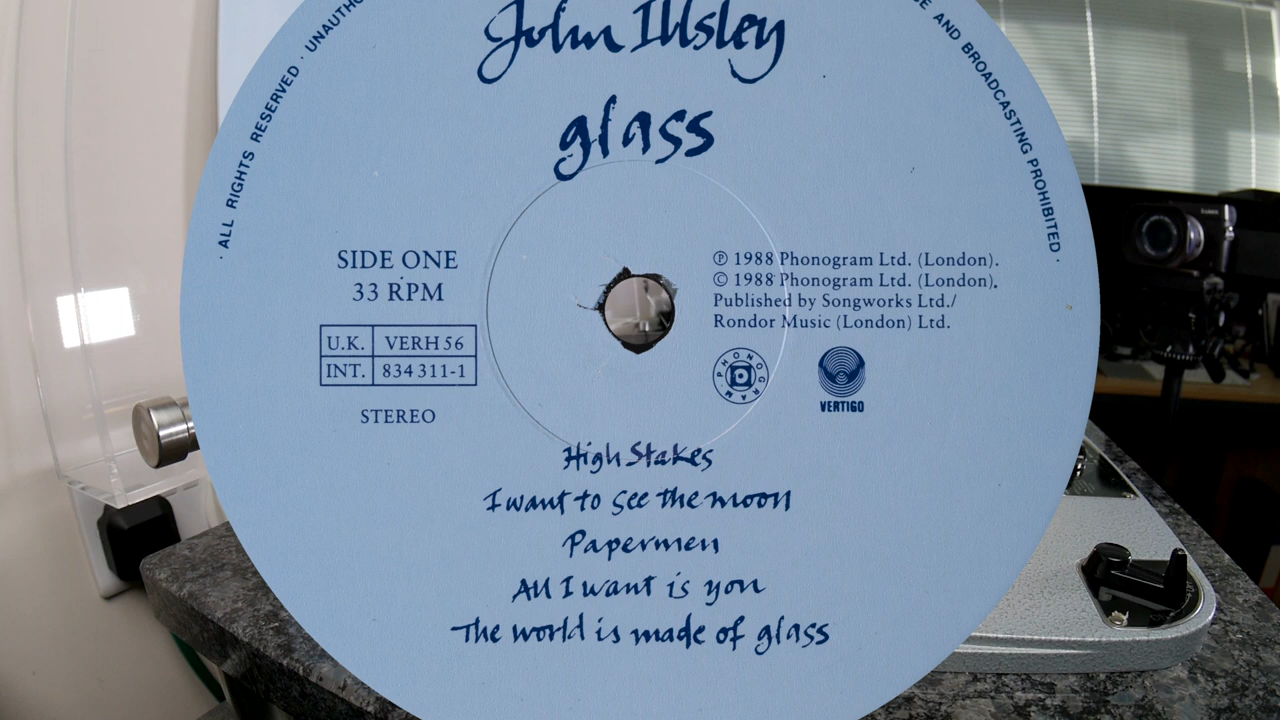 John Illsley
glass
· ALL RIGHTS RESERVED · UNAUTHO
E AND BROADCASTING PROHIBITED ·
SIDE ONE
33 RPM
U.K. VERH 56
INT. 834 311-1
STEREO
℗ 1988 Phonogram Ltd. (London).
© 1988 Phonogram Ltd. (London).
Published by Songworks Ltd./
Rondor Music (London) Ltd.
PHONOGRAM
VERTIGO
High Stakes
I want to see the moon
Papermen
All I want is you
The world is made of glass
LUMIX